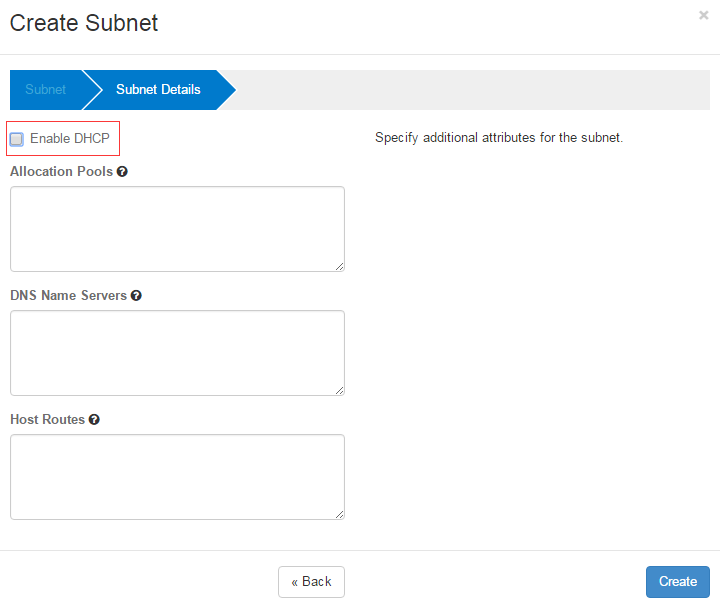 Create Subnet
×
Subnet
Subnet Details
Enable DHCP
Specify additional attributes for the subnet.
Allocation Pools
DNS Name Servers
Host Routes
« Back
Create